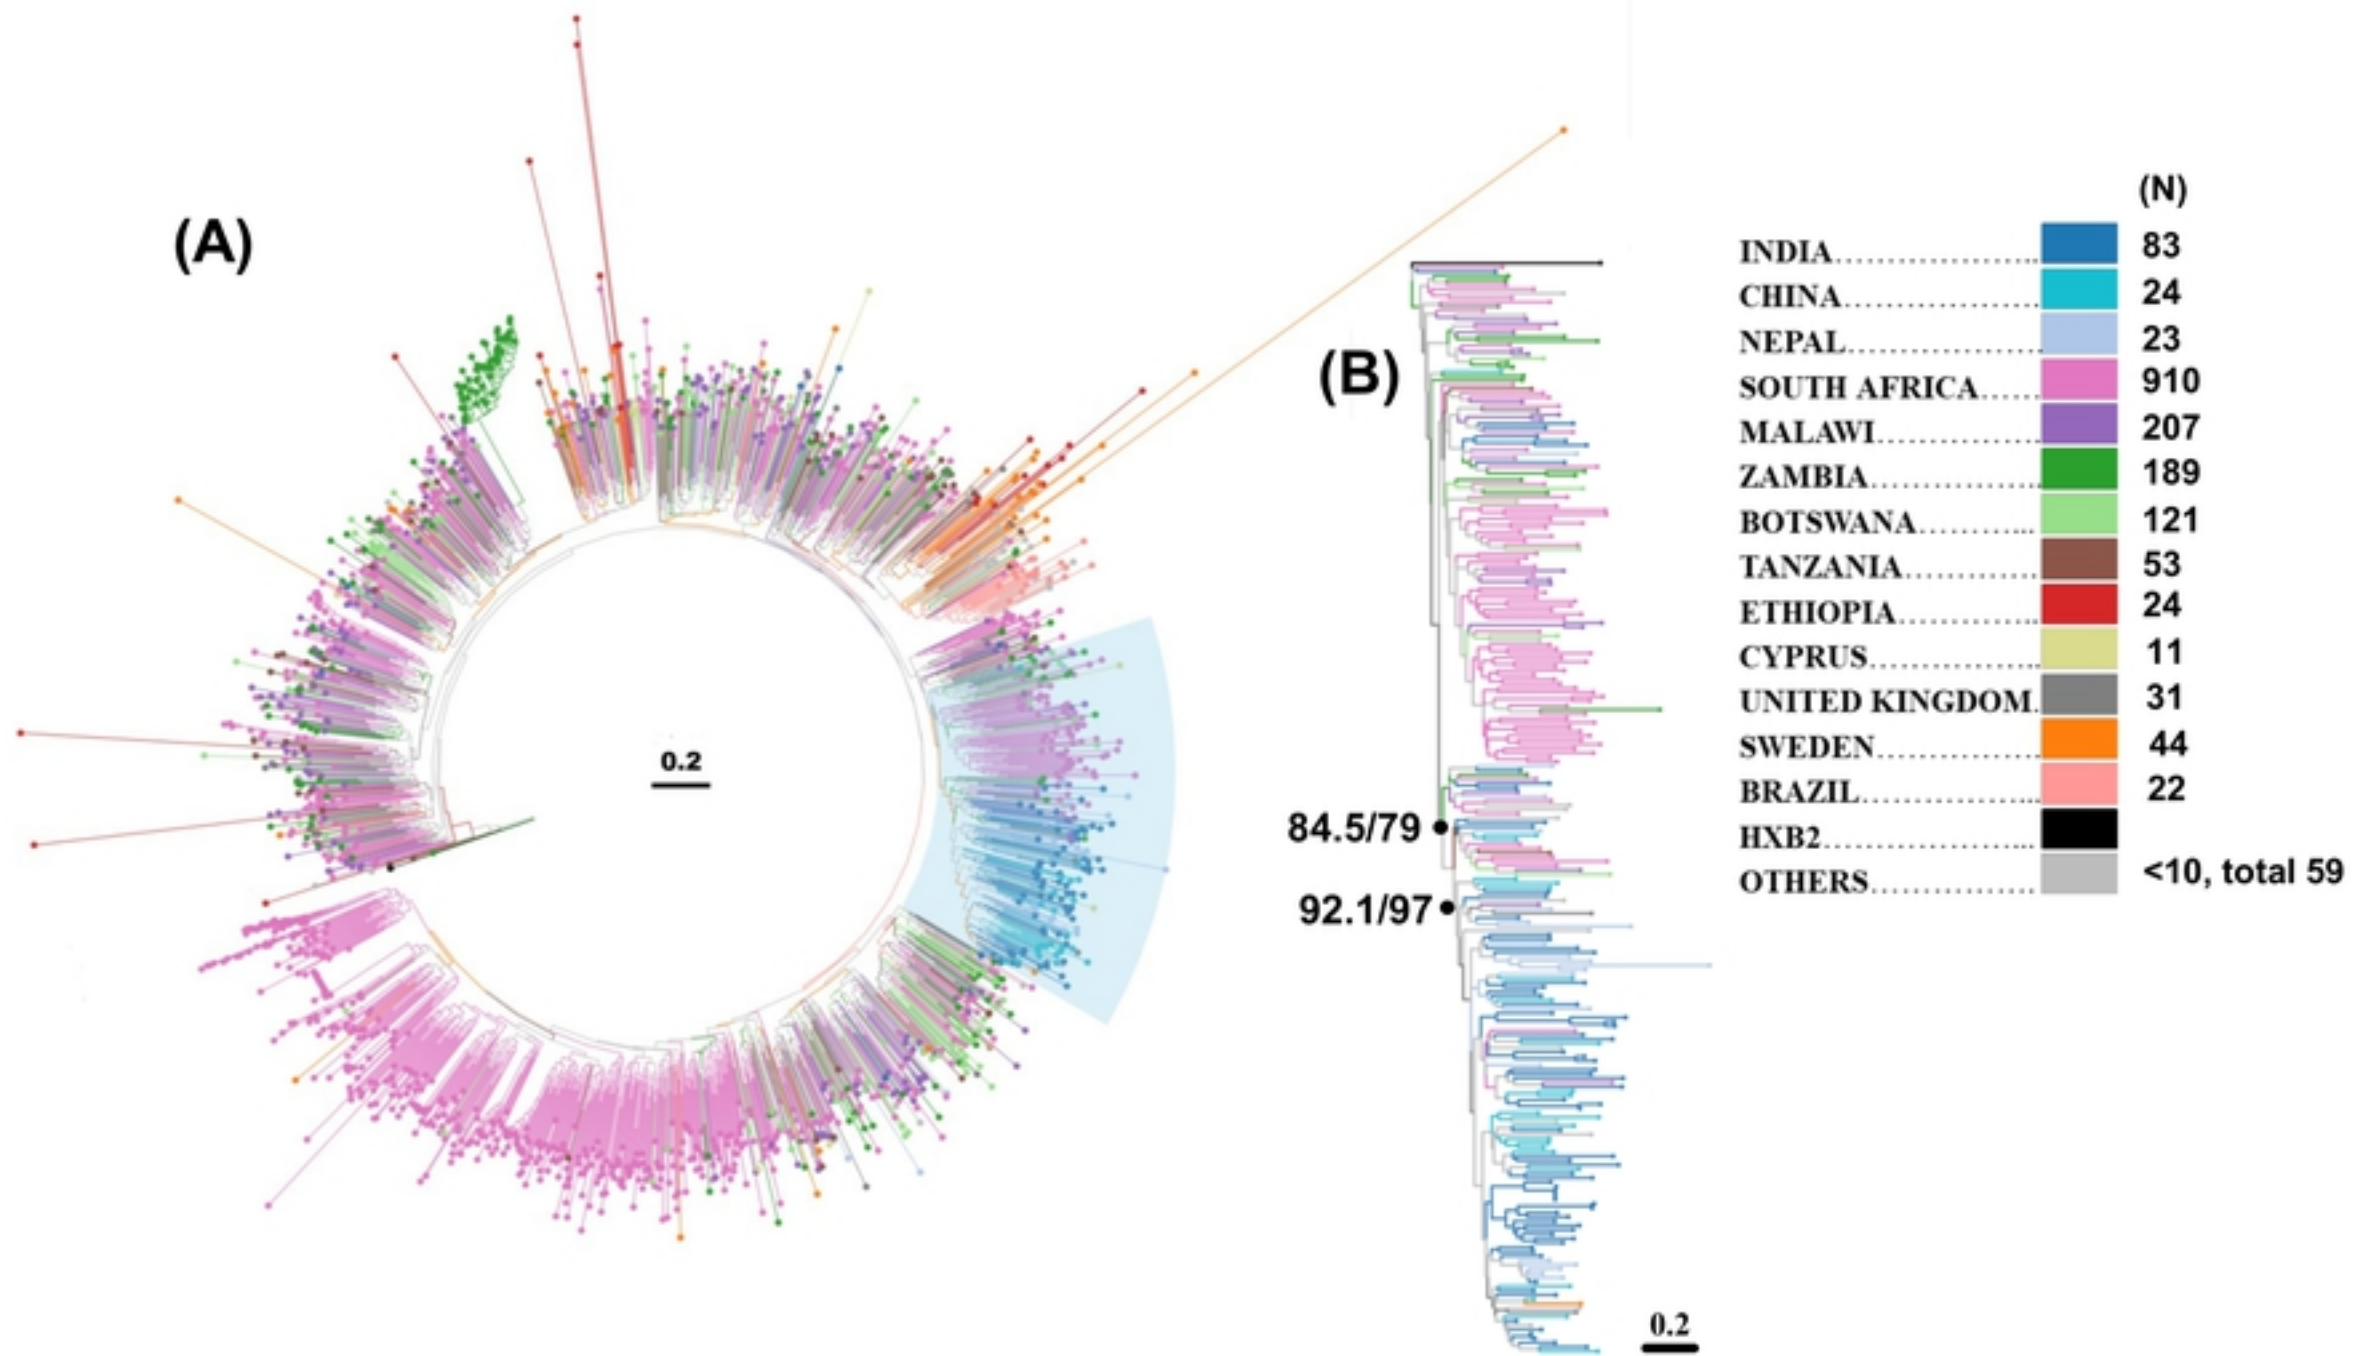 (A)
0.2
(B)
84.5/79
92.1/97
0.2
(N)
INDIA.................... 83
CHINA.................... 24
NEPAL.................... 23
SOUTH AFRICA...... 910
MALAWI................ 207
ZAMBIA................. 189
BOTSWANA........... 121
TANZANIA............. 53
ETHIOPIA............... 24
CYPRUS.................. 11
UNITED KINGDOM. 31
SWEDEN................. 44
BRAZIL................... 22
HXB2......................
OTHERS.................. <10, total 59